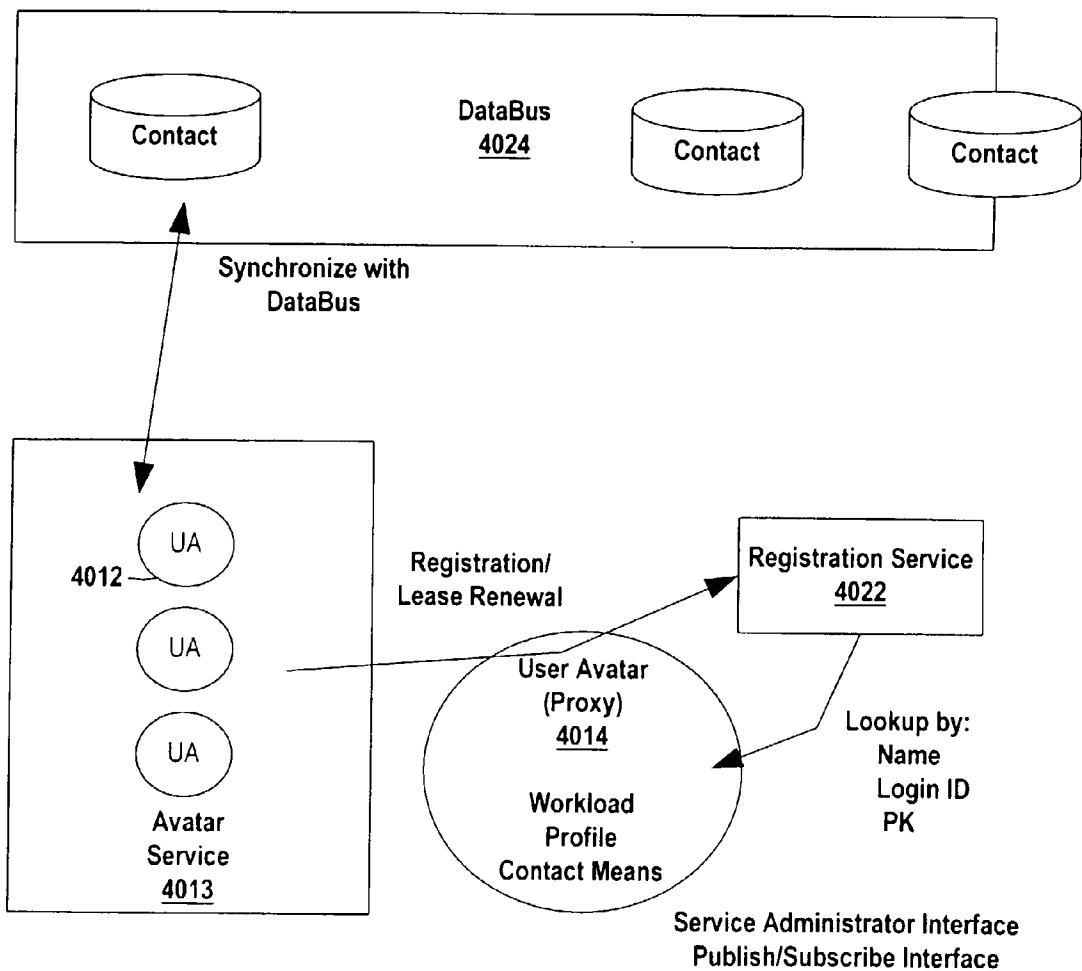 Contact
DataBus
4024
Contact
Contact
Synchronize with
DataBus
UA
4012
UA
UA
Avatar
Service
4013
Registration/
Lease Renewal
Registration Service
4022
User Avatar
(Proxy)
4014
Workload
Profile
Contact Means
Lookup by:
Name
Login ID
PK
Service Administrator Interface
Publish/Subscribe Interface